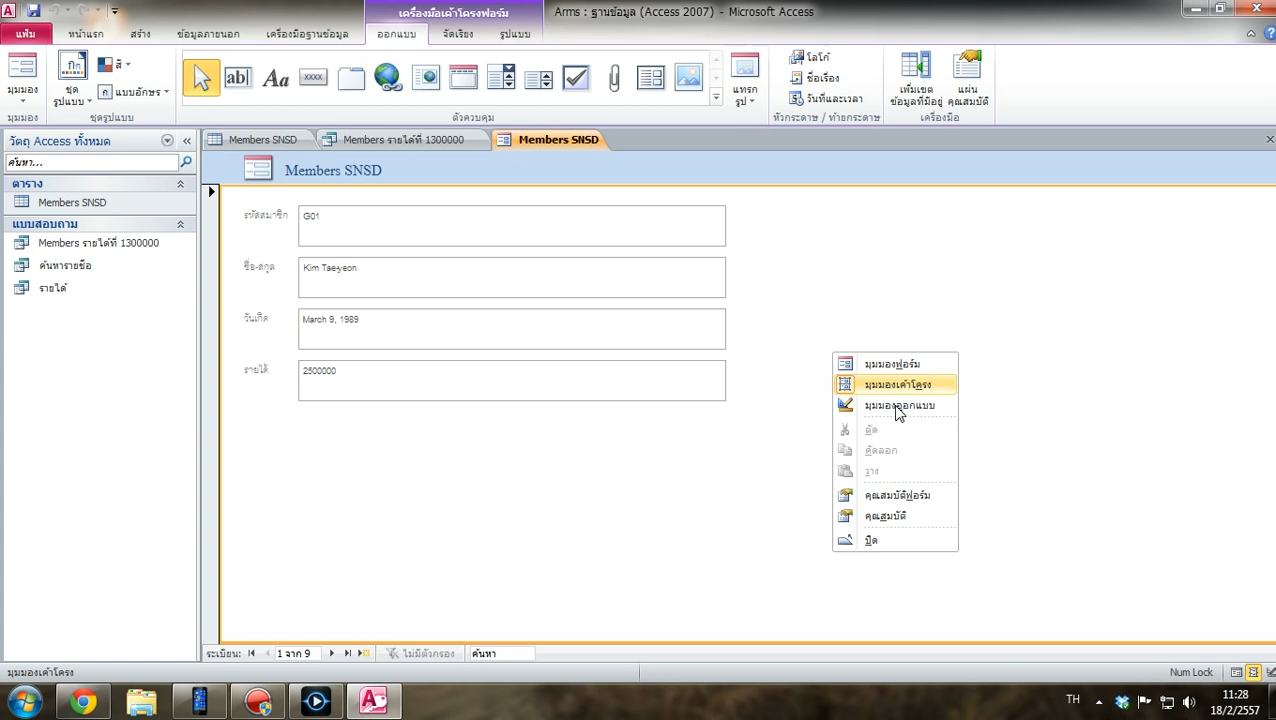 เครื่องมือเค้าโครงฟอร์ม
Arms : ฐานข้อมูล (Access 2007) - Microsoft Access
แฟ้ม
หน้าแรก
สร้าง
ข้อมูลภายนอก
เครื่องมือฐานข้อมูล
ออกแบบ
จัดเรียง
รูปแบบ
มุมมอง
ชุด
รูปแบบ
สี
แบบอักษร
ab
Aa
XXXX
แทรก
รูป
โลโก้
ชื่อเรื่อง
วันที่และเวลา
เพิ่มเขต
ข้อมูลที่มีอยู่
แผ่น
คุณสมบัติ
มุมมอง
ชุดรูปแบบ
ตัวควบคุม
หัวกระดาษ / ท้ายกระดาษ
เครื่องมือ
วัตถุ Access ทั้งหมด
ค้นหา...
ตาราง
Members SNSD
แบบสอบถาม
Members รายได้ที่ 1300000
ค้นหารายชื่อ
รายได้
Members SNSD
Members รายได้ที่ 1300000
Members SNSD
Members SNSD
รหัสสมาชิก
G01
ชื่อ-สกุล
Kim Tae-yeon
วันเกิด
March 9, 1989
รายได้
2500000
มุมมองฟอร์ม
มุมมองเค้าโครง
มุมมองออกแบบ
ตัด
คัดลอก
วาง
คุณสมบัติฟอร์ม
คุณสมบัติ
ปิด
ระเบียน:
1 จาก 9
ไม่มีตัวกรอง
ค้นหา
มุมมองเค้าโครง
Num Lock
TH
11:28
18/2/2557